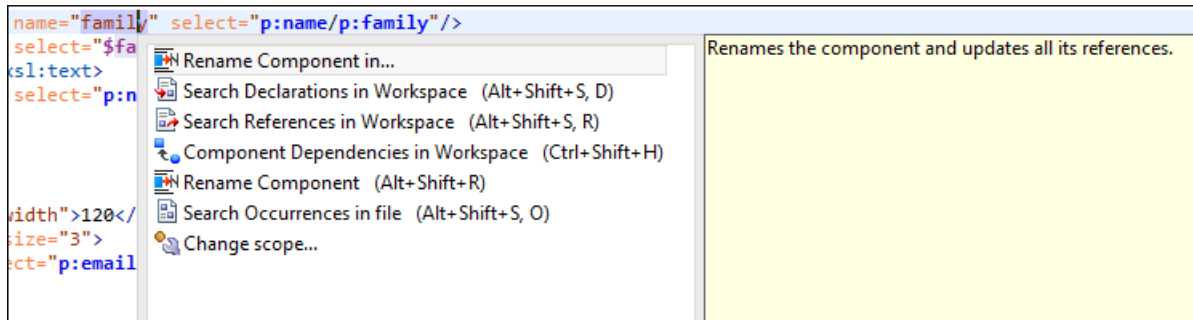 name="family" select="p:name/p:family"/>
select="$fa
xsl:text>
select="p:n
width">120</
size="3">
ect="p:email
Rename Component in...
Search Declarations in Workspace (Alt+Shift+S, D)
Search References in Workspace (Alt+Shift+S, R)
Component Dependencies in Workspace (Ctrl+Shift+H)
Rename Component (Alt+Shift+R)
Search Occurrences in file (Alt+Shift+S, O)
Change scope...
Renames the component and updates all its references.